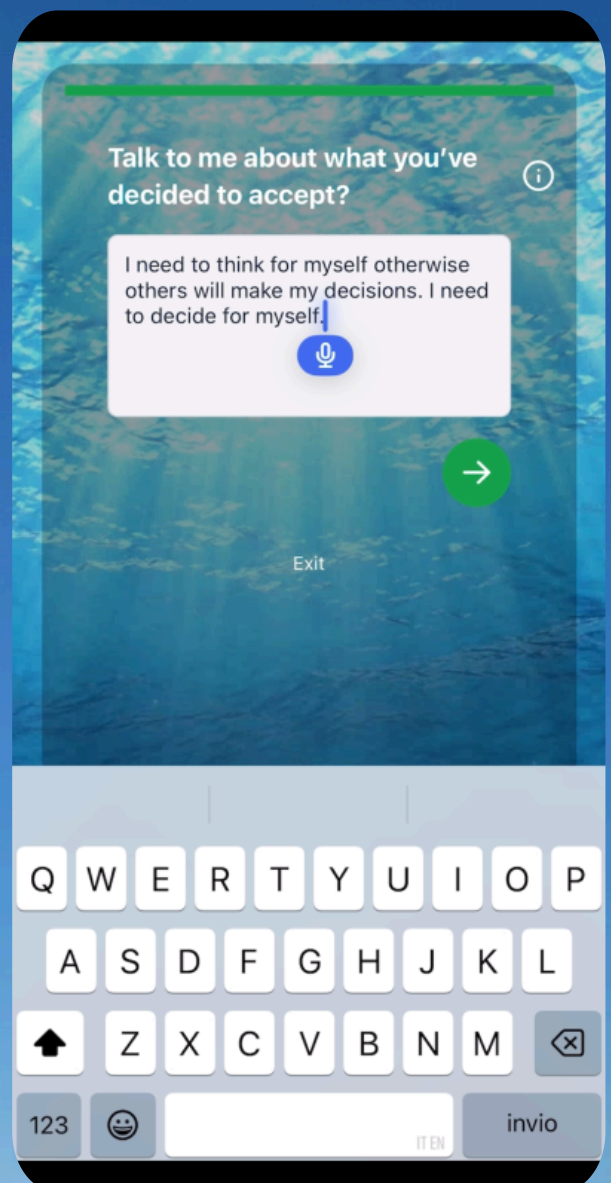 Talk to me about what you've
decided to accept?
I need to think for myself otherwise
others will make my decisions. I need
to decide for myself.
Exit
Q W E R T Y U I O P
A S D F G H J K L
Z X C V B N M
123
IT EN
invio